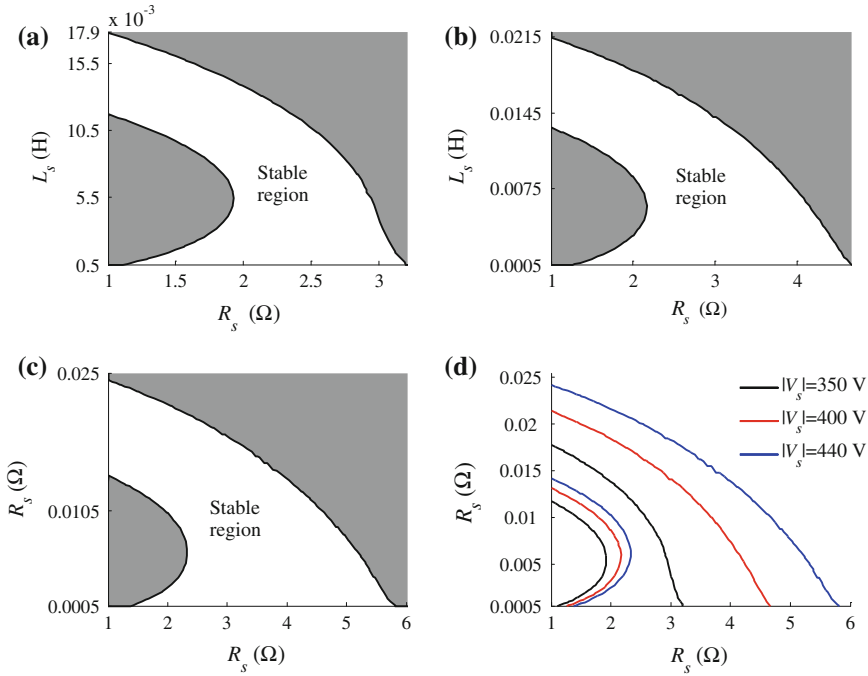 (a)
x 10⁻³
17.9
15.5
10.5
5.5
0.5
L_s (H)
Stable
region
1
1.5
2
2.5
3
R_s (Ω)
(b)
0.0215
0.0145
0.0075
0.0005
L_s (H)
Stable
region
1
2
3
4
R_s (Ω)
(c)
0.025
0.0105
0.0005
R_s (Ω)
Stable
region
1
2
3
4
5
6
R_s (Ω)
(d)
0.025
0.02
0.015
0.01
0.005
0.0005
R_s (Ω)
|V_s|=350 V
|V_s|=400 V
|V_s|=440 V
1
2
3
4
5
6
R_s (Ω)